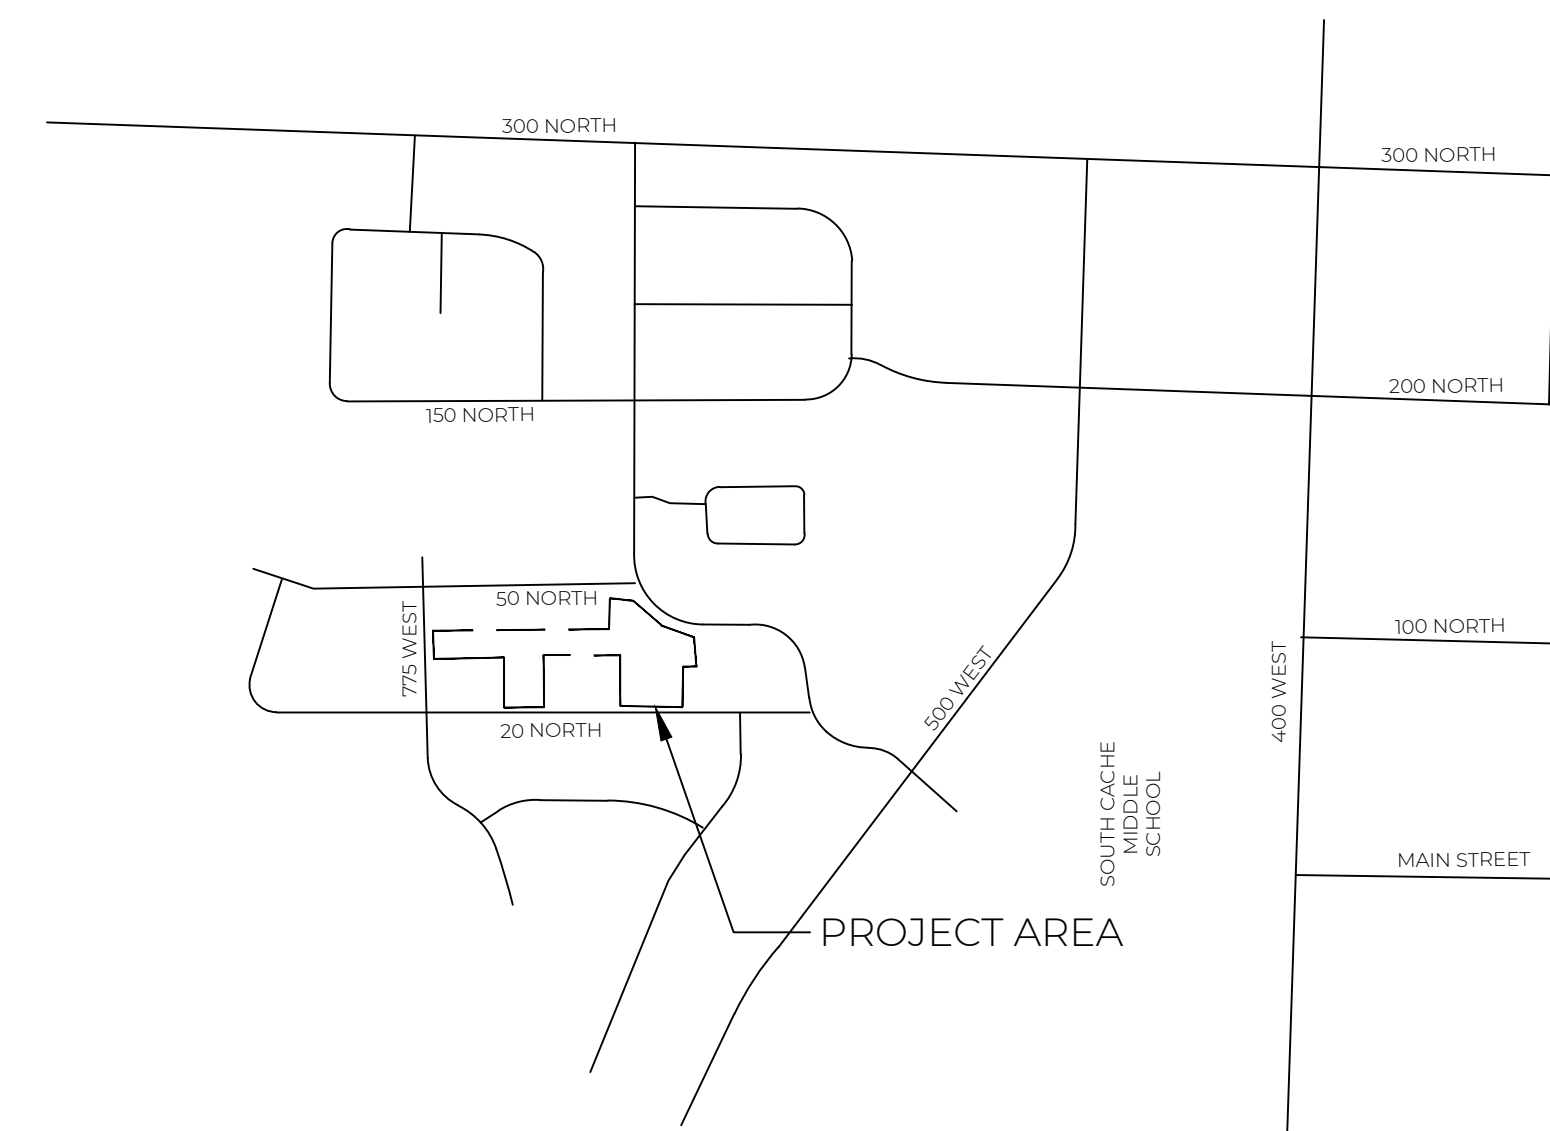 300 NORTH
300 NORTH
200 NORTH
150 NORTH
50 NORTH
775 WEST
100 NORTH
500 WEST
400 WEST
20 NORTH
SOUTH CACHE
MIDDLE
SCHOOL
MAIN STREET
PROJECT AREA